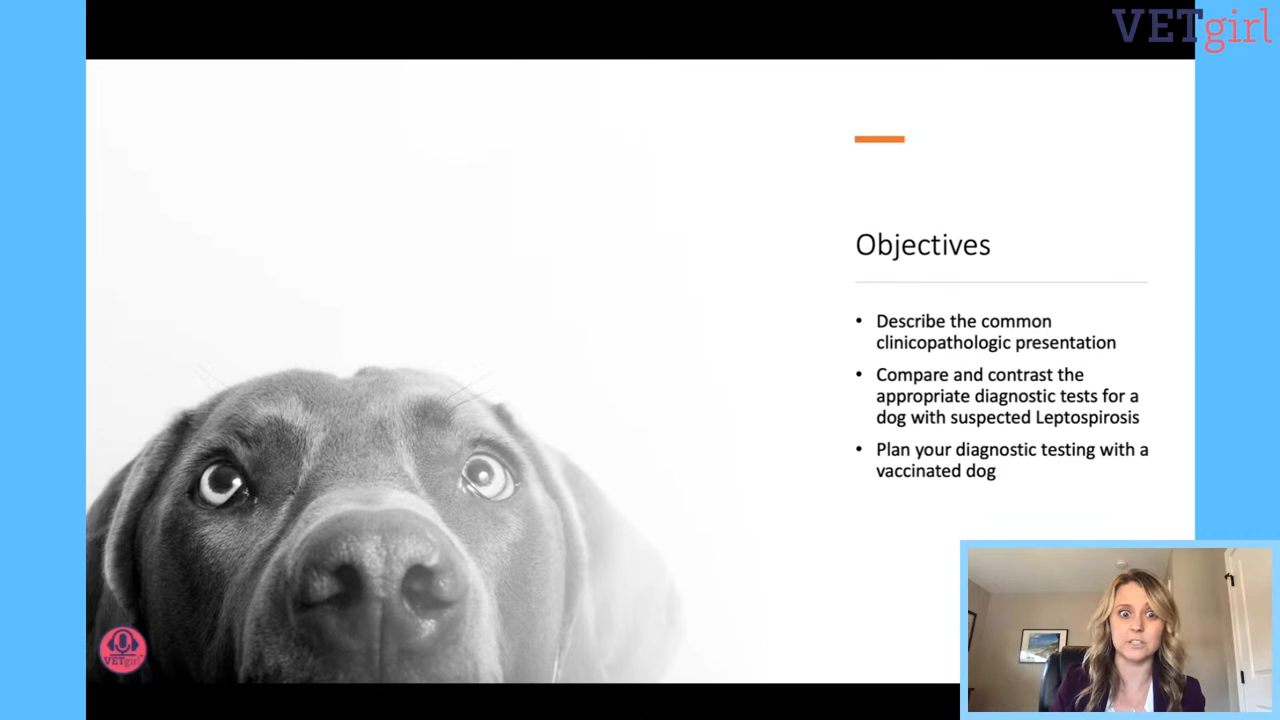 VETgirl
Objectives
• Describe the common
clinicopathologic presentation
• Compare and contrast the
appropriate diagnostic tests for a
dog with suspected Leptospirosis
• Plan your diagnostic testing with a
vaccinated dog
VETgirl